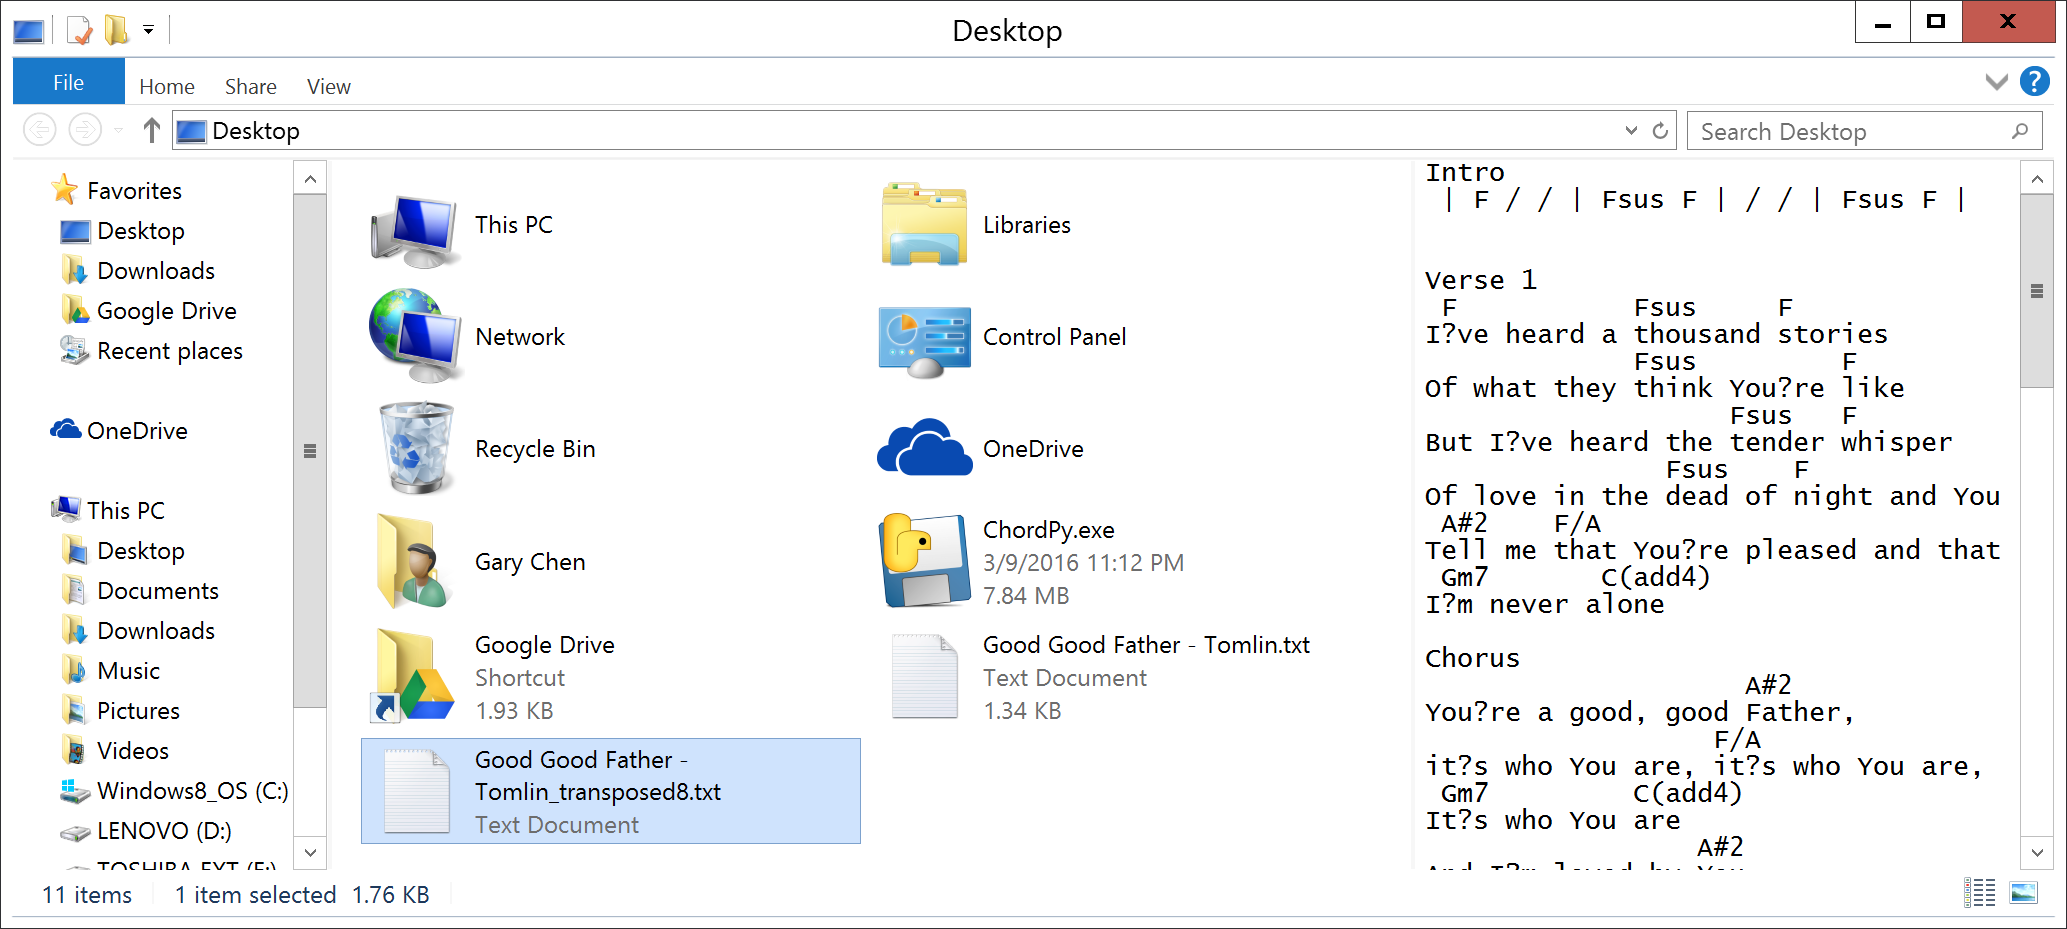 Desktop
File Home Share View
Desktop
Search Desktop
Favorites
Desktop
Downloads
Google Drive
Recent places
OneDrive
This PC
Desktop
Documents
Downloads
Music
Pictures
Videos
Windows8_OS (C:)
LENOVO (D:)
TOSHIBA EXT (F:)
This PC
Libraries
Network
Control Panel
Recycle Bin
OneDrive
Gary Chen
ChordPy.exe
3/9/2016 11:12 PM
7.84 MB
Google Drive
Shortcut
1.93 KB
Good Good Father - Tomlin.txt
Text Document
1.34 KB
Good Good Father -
Tomlin_transposed8.txt
Text Document
Intro
| F / / | Fsus F | / / | Fsus F |
Verse 1
F Fsus F
I?ve heard a thousand stories
Fsus F
Of what they think You?re like
Fsus F
But I?ve heard the tender whisper
Fsus F
Of love in the dead of night and You
A#2 F/A
Tell me that You?re pleased and that
Gm7 C(add4)
I?m never alone
Chorus
A#2
You?re a good, good Father,
F/A
it?s who You are, it?s who You are,
Gm7 C(add4)
It?s who You are
A#2
And I?m loved by You
11 items 1 item selected 1.76 KB